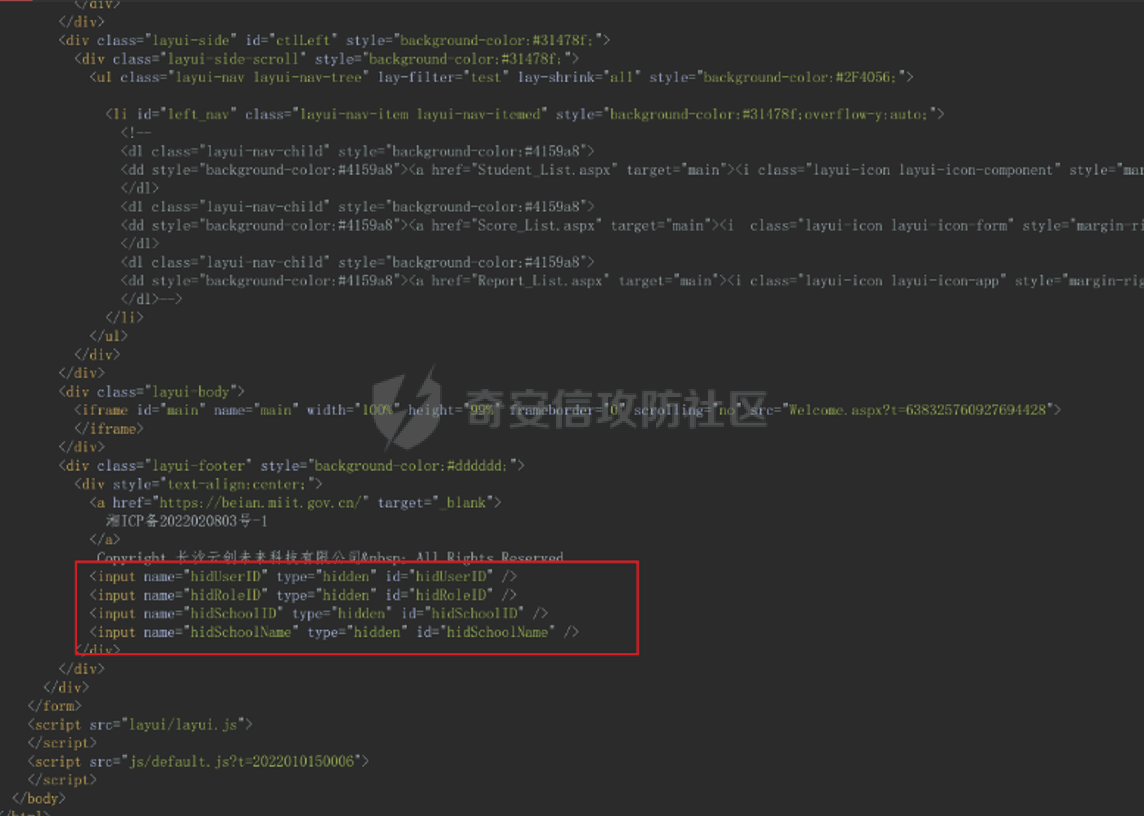 </div>
</div>
<div class="layui-side" id="ctlLeft" style="background-color:#31478f;">
<div class="layui-side-scroll" style="background-color:#31478f;">
<ul class="layui-nav layui-nav-tree" lay-filter="test" lay-shrink="all" style="background-color:#2F4056;">
<li id="left_nav" class="layui-nav-item layui-nav-itemed" style="background-color:#31478f;overflow-y:auto;">
<!--
<dl class="layui-nav-child" style="background-color:#4159a8">
<dd style="background-color:#4159a8"><a href="Student_List.aspx" target="main"><i class="layui-icon layui-icon-component" style="mar
</dl>
<dl class="layui-nav-child" style="background-color:#4159a8">
<dd style="background-color:#4159a8"><a href="Score_List.aspx" target="main"><i  class="layui-icon layui-icon-form" style="margin-ri
</dl>
<dl class="layui-nav-child" style="background-color:#4159a8">
<dd style="background-color:#4159a8"><a href="Report_List.aspx" target="main"><i class="layui-icon layui-icon-app" style="margin-rig
</dl>-->
</li>
</ul>
</div>
</div>
<div class="layui-body">
<iframe id="main" name="main" width="100%" height="99%" frameborder="0" scrolling="no" src="Welcome.aspx?t=638325760927694428">
奇安信攻防社区
</iframe>
</div>
<div class="layui-footer" style="background-color:#dddddd;">
<div style="text-align:center;">
<a href="https://beian.miit.gov.cn/" target="_blank">
湘ICP备2022020803号-1
</a>
Copyright 长沙云创未来科技有限公司&nbsp; All Rights Reserved
<input name="hidUserID" type="hidden" id="hidUserID" />
<input name="hidRoleID" type="hidden" id="hidRoleID" />
<input name="hidSchoolID" type="hidden" id="hidSchoolID" />
<input name="hidSchoolName" type="hidden" id="hidSchoolName" />
</div>
</div>
</div>
</form>
<script src="layui/layui.js">
</script>
<script src="js/default.js?t=2022010150006">
</script>
</body>
</html>